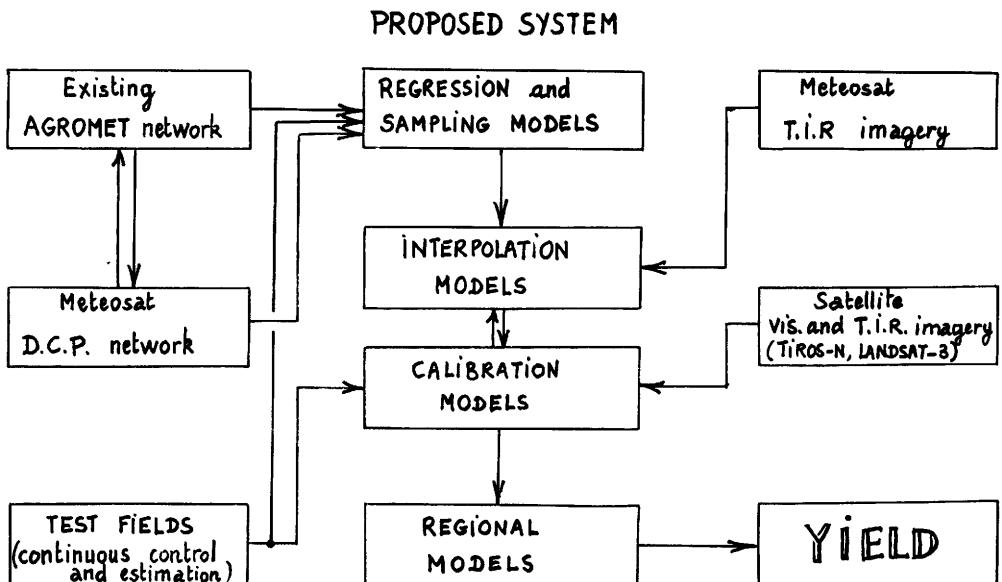 PROPOSED SYSTEM
Existing
AGROMET network
REGRESSION and
SAMPLING MODELS
Meteosat
T.i.R imagery
INTERPOLATION
MODELS
Meteosat
D.C.P. network
Satellite
Vis. and T.I.R. imagery
(TIROS-N, LANDSAT-3)
CALIBRATION
MODELS
TEST FIELDS
(continuous control
and estimation)
REGIONAL
MODELS
YIELD